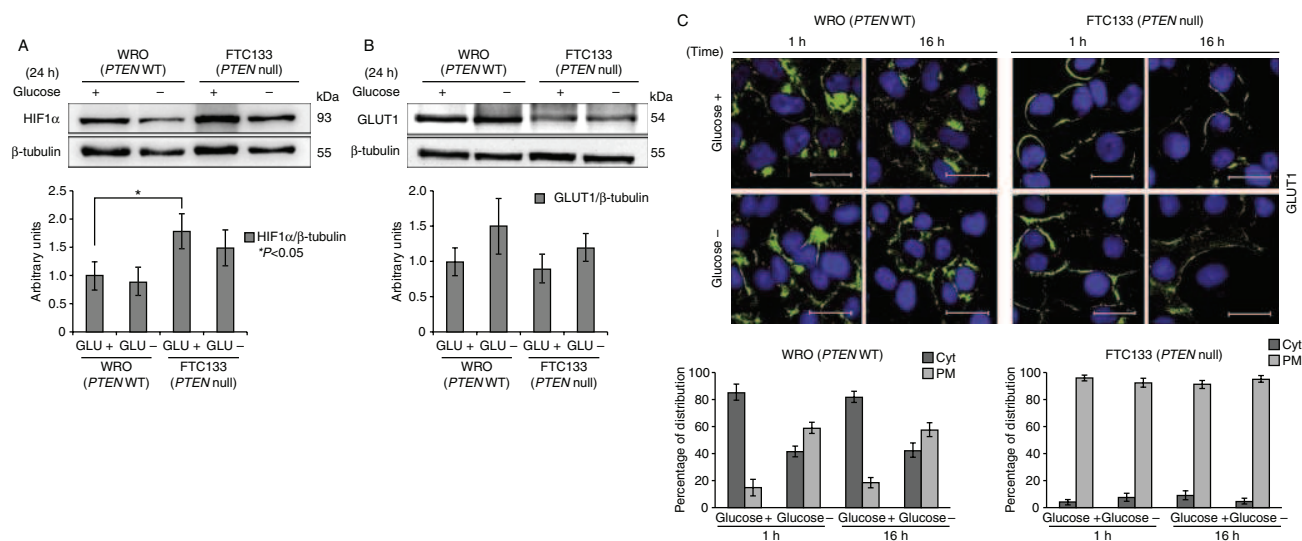 A
WRO
(PTEN WT)
FTC133
(PTEN null)
(24 h)
Glucose + – + – kDa
HIF1α 93
β-tubulin 55
2.5
2.0
1.5
1.0
0.5
0
Arbitrary units
*
HIF1α/β-tubulin
*P<0.05
GLU + GLU – GLU + GLU –
WRO
(PTEN WT)
FTC133
(PTEN null)
B
WRO
(PTEN WT)
FTC133
(PTEN null)
(24 h)
Glucose + – + – kDa
GLUT1 54
β-tubulin 55
2.0
1.5
1.0
0.5
0
Arbitrary units
GLUT1/β-tubulin
GLU + GLU – GLU + GLU –
WRO
(PTEN WT)
FTC133
(PTEN null)
C
WRO (PTEN WT) FTC133 (PTEN null)
(Time) 1 h 16 h 1 h 16 h
Glucose +
Glucose –
GLUT1
WRO (PTEN WT)
Cyt
PM
100
80
60
40
20
0
Percentage of distribution
Glucose + Glucose – Glucose + Glucose –
1 h 16 h
FTC133 (PTEN null)
Cyt
PM
100
80
60
40
20
0
Percentage of distribution
Glucose + Glucose – Glucose + Glucose –
1 h 16 h